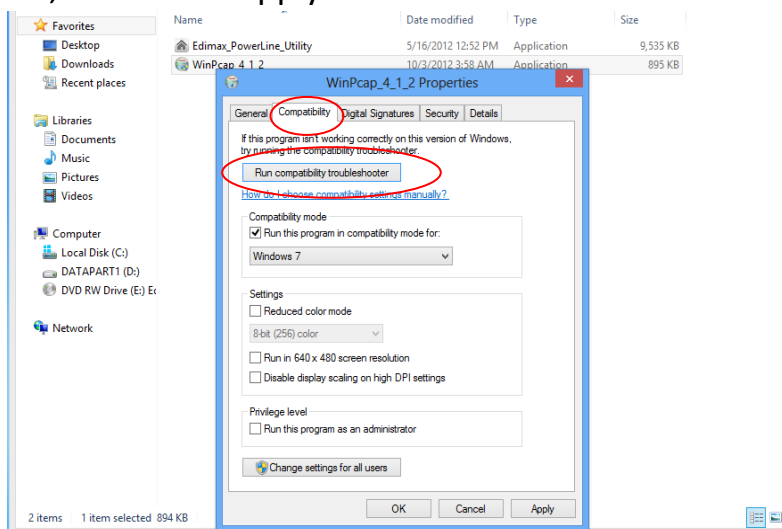 , apply
Name Date modified Type Size
Favorites
Desktop Edimax_PowerLine_Utility 5/16/2012 12:52 PM Application 9,535 KB
Downloads WinPcap_4_1_2 10/3/2012 3:58 AM Application 895 KB
Recent places
WinPcap_4_1_2 Properties
General Compatibility Digital Signatures Security Details
Libraries
Documents
Music
Pictures
Videos
If this program isn't working correctly on this version of Windows,
try running the compatibility troubleshooter.
Run compatibility troubleshooter
How do I choose compatibility settings manually?
Compatibility mode
Run this program in compatibility mode for:
Windows 7
Computer
Local Disk (C:)
DATAPART1 (D:)
DVD RW Drive (E:) Ec
Network
Settings
Reduced color mode
8-bit (256) color
Run in 640 x 480 screen resolution
Disable display scaling on high DPI settings
Privilege level
Run this program as an administrator
Change settings for all users
OK Cancel Apply
2 items 1 item selected 894 KB